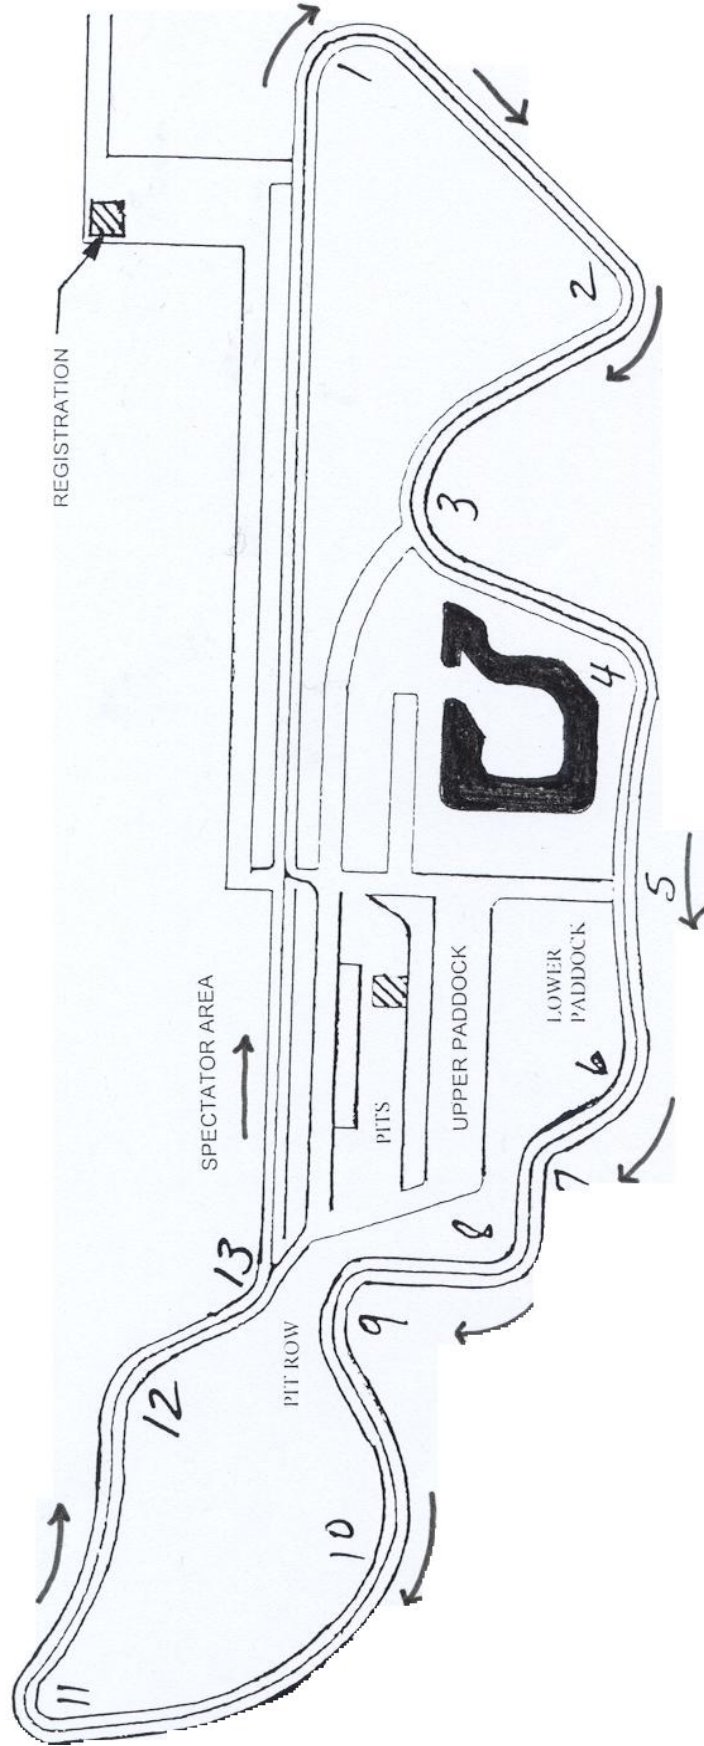 REGISTRATION
1
2
3
4
5
SPECTATOR AREA
LOWER
PADDOCK
UPPER PADDOCK
PITS
6
7
8
9
13
PIT ROW
12
10
11